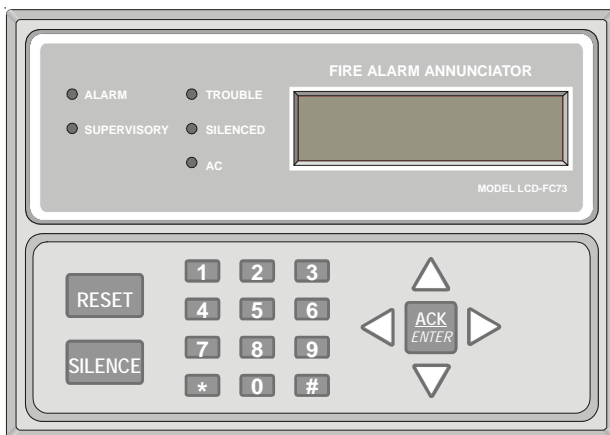 FIRE ALARM ANNUNCIATOR
ALARM
TROUBLE
SUPERVISORY
SILENCED
AC
MODEL LCD-FC73
RESET
SILENCE
1 2 3
4 5 6
7 8 9
* 0 #
ACK
ENTER